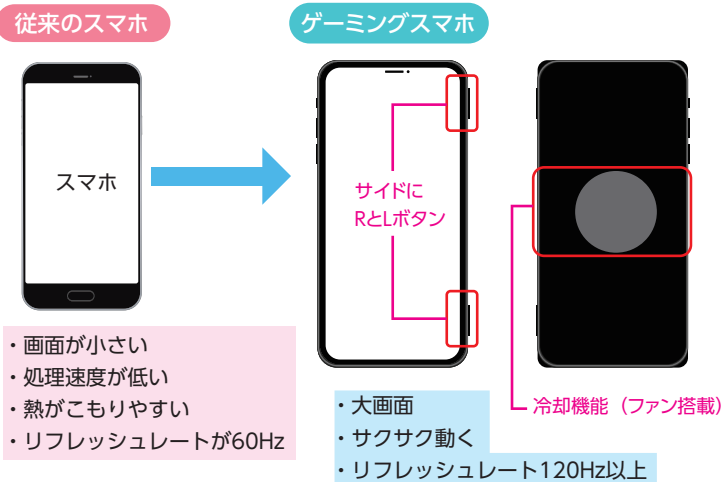 従来のスマホ
ゲーミングスマホ
スマホ
サイドに
RとLボタン
・画面が小さい
・処理速度が低い
・熱がこもりやすい
・リフレッシュレートが60Hz
・大画面
・サクサク動く
・リフレッシュレート120Hz以上
冷却機能（ファン搭載）